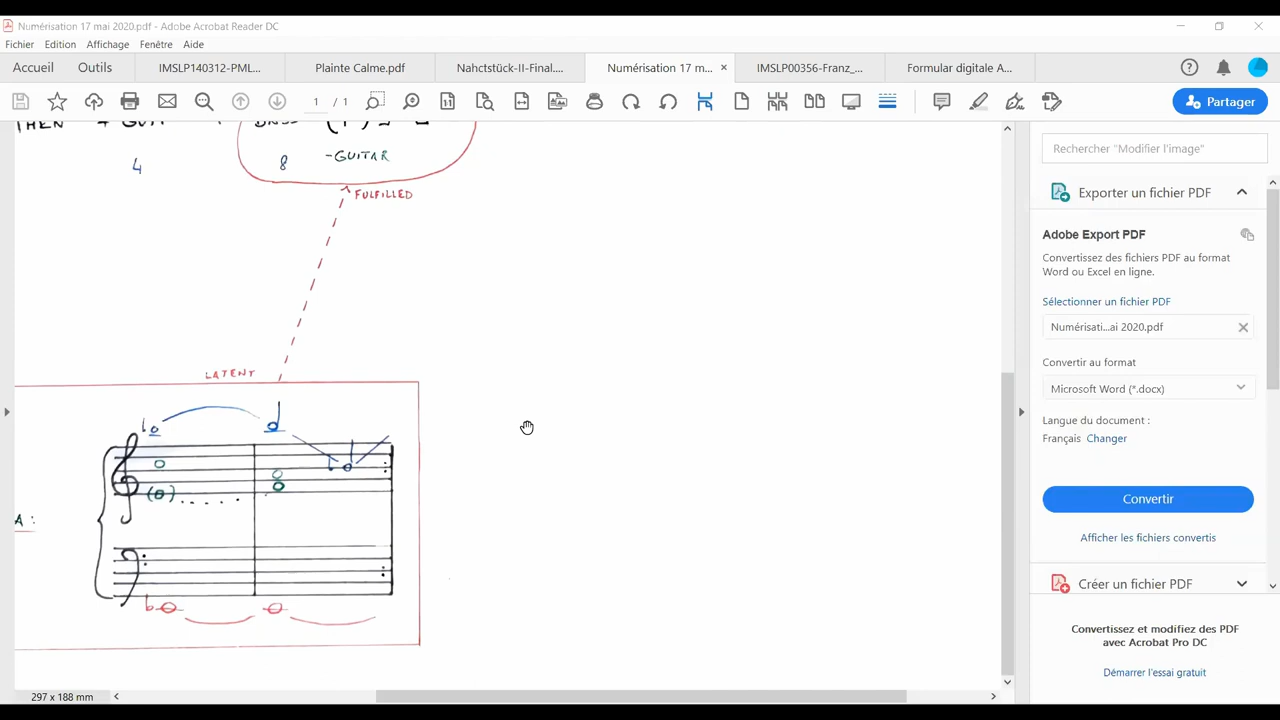 Numérisation 17 mai 2020.pdf - Adobe Acrobat Reader DC
Fichier Edition Affichage Fenêtre Aide
Accueil Outils IMSLP140312-PML... Plainte Calme.pdf Nahctstück-II-Final.... Numérisation 17 m... × IMSLP00356-Franz_... Formular digitale A...
1 / 1
Partager
THEN
4 8 -GUITAR
FULFILLED
LATENT
A :
297 x 188 mm
Rechercher "Modifier l'image"
Exporter un fichier PDF
Adobe Export PDF
Convertissez des fichiers PDF au format
Word ou Excel en ligne.
Sélectionner un fichier PDF
Numérisati...ai 2020.pdf
Convertir au format
Microsoft Word (*.docx)
Langue du document :
Français Changer
Convertir
Afficher les fichiers convertis
Créer un fichier PDF
Convertissez et modifiez des PDF
avec Acrobat Pro DC
Démarrer l'essai gratuit